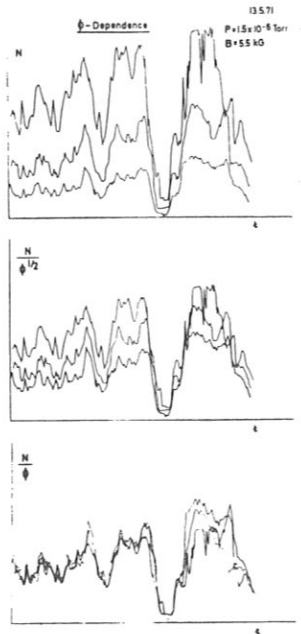 13.5.71
ϕ-Dependence
P=1.5x10⁻⁶ Torr
B=5.5 kG
N
t
N
ϕ^1/2
t
N
ϕ
t